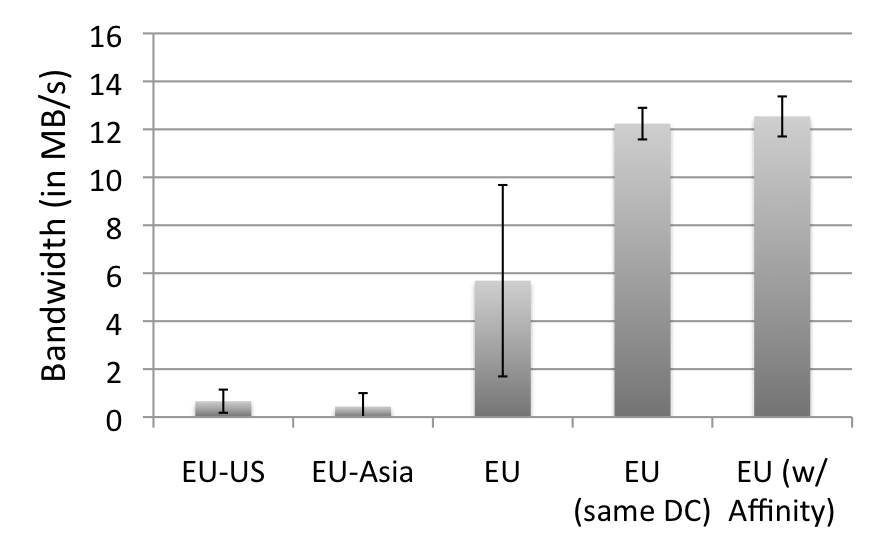 Bandwidth (in MB/s)
16
14
12
10
8
6
4
2
0
EU-US
EU-Asia
EU
EU
(same DC)
EU (w/
Affinity)